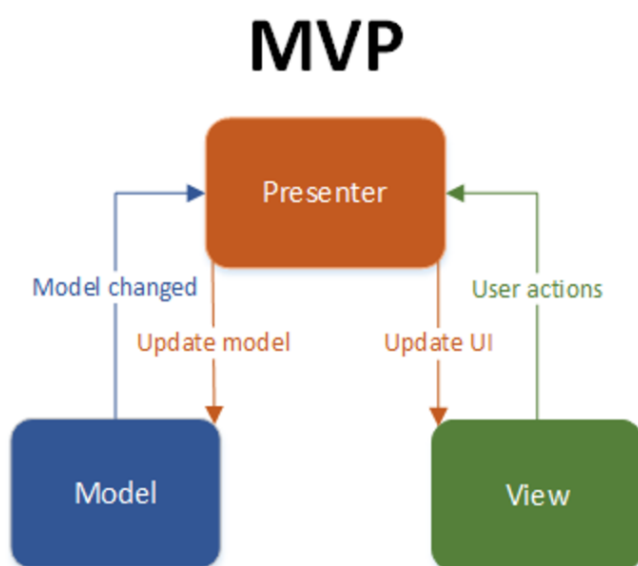 MVP
Presenter
Model changed
User actions
Update model
Update UI
Model
View